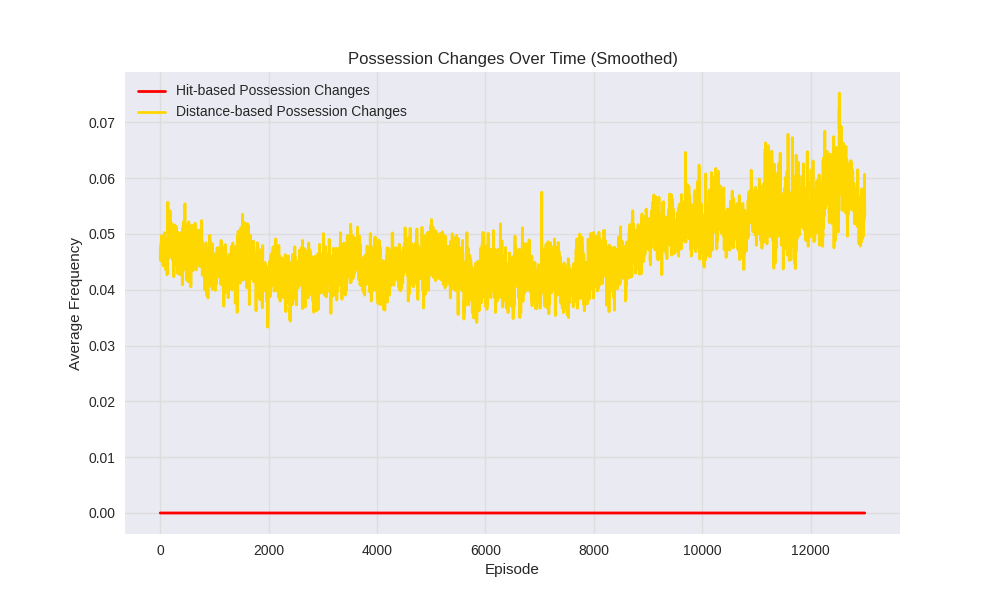 Possession Changes Over Time (Smoothed)
Hit-based Possession Changes
Distance-based Possession Changes
Average Frequency
0.07
0.06
0.05
0.04
0.03
0.02
0.01
0.00
0 2000 4000 6000 8000 10000 12000
Episode